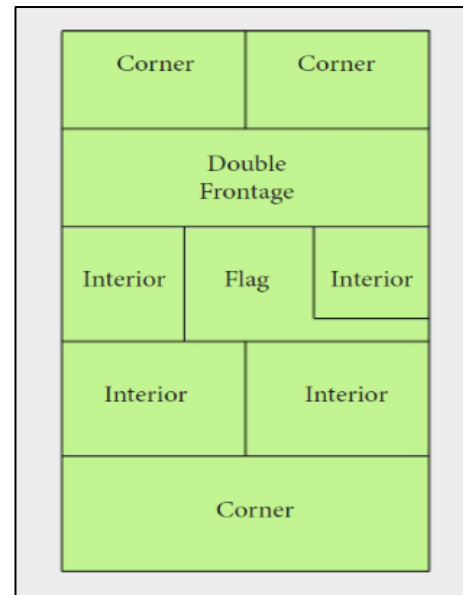 Corner
Corner
Double
Frontage
Interior
Flag
Interior
Interior
Interior
Corner